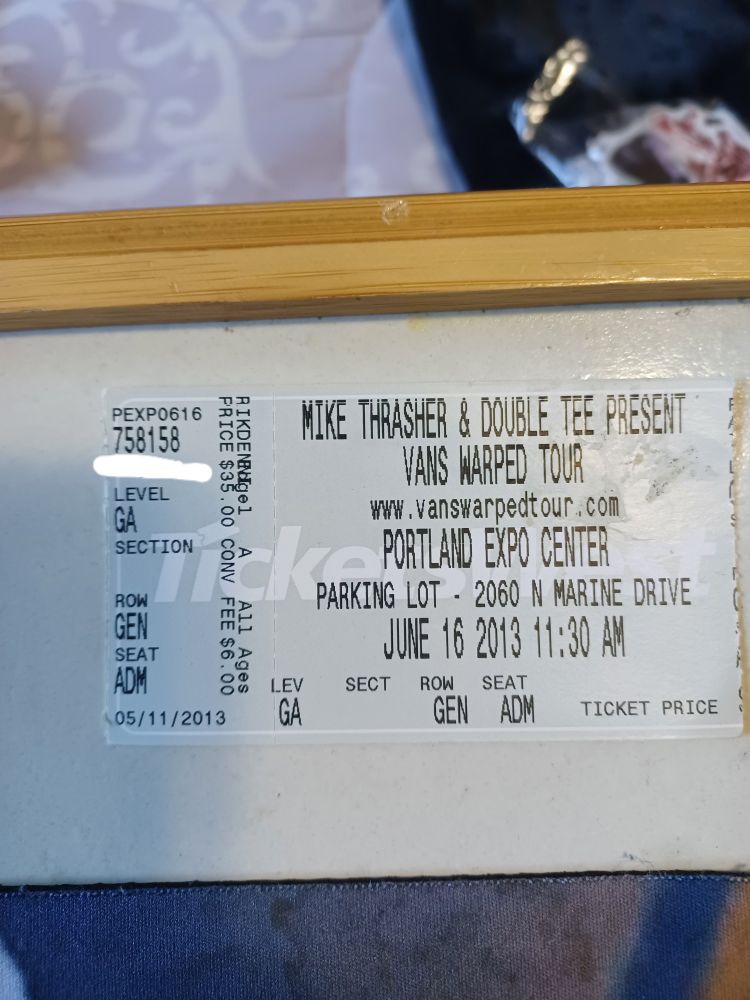 PEXP0616
758158
LEVEL
GA
SECTION
ROW
GEN
SEAT
ADM
05/11/2013
A All Ages
PRICE $35.00 CONV FEE $6.00
MIKE THRASHER & DOUBLE TEE PRESENT
VANS WARPED TOUR
www.vanswarpedtour.com
PORTLAND EXPO CENTER
PARKING LOT - 2060 N MARINE DRIVE
JUNE 16 2013 11:30 AM
LEV SECT ROW SEAT
GA GEN ADM TICKET PRICE